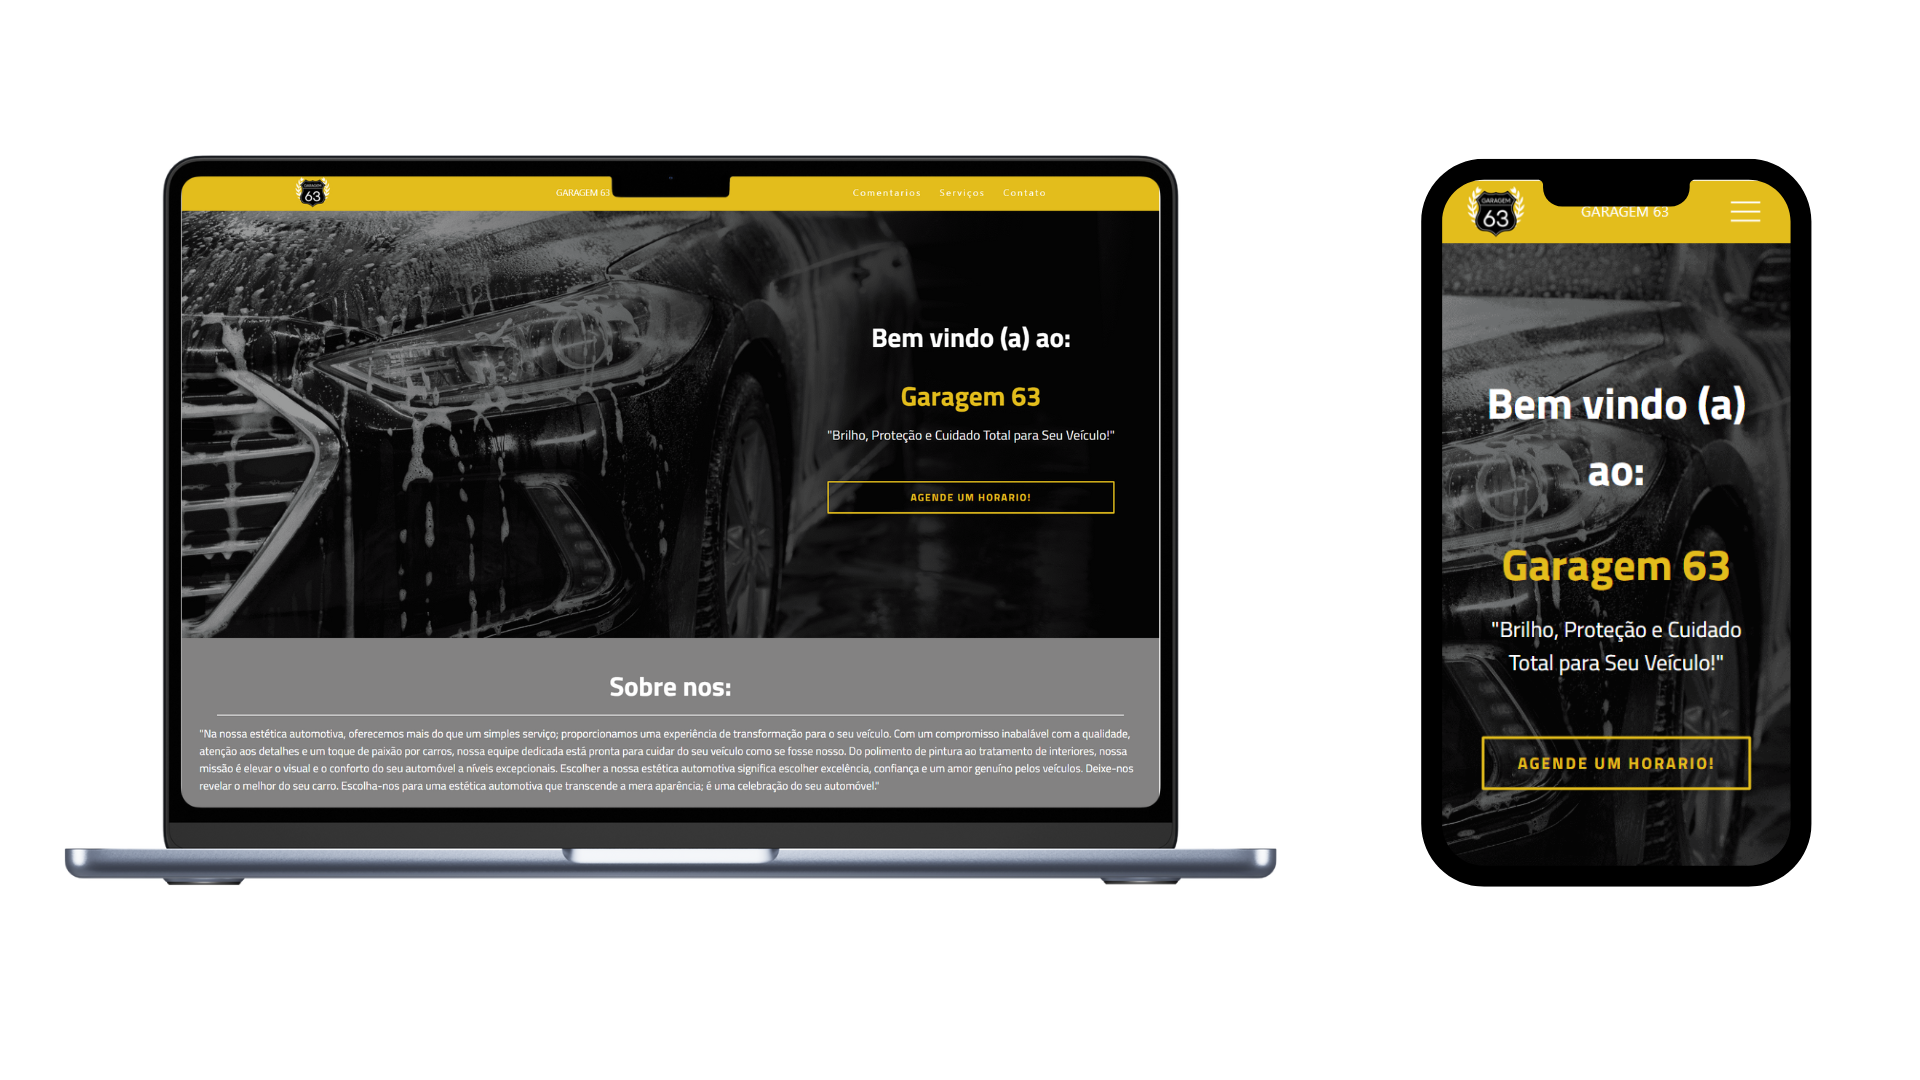 GARAGEM
63
GARAGEM 63
Comentarios Serviços Contato
Bem vindo (a) ao:
Garagem 63
"Brilho, Proteção e Cuidado Total para Seu Veículo!"
AGENDE UM HORARIO!
Sobre nos:
"Na nossa estética automotiva, oferecemos mais do que um simples serviço; proporcionamos uma experiência de transformação para o seu veículo. Com um compromisso inabalável com a qualidade,
atenção aos detalhes e um toque de paixão por carros, nossa equipe dedicada está pronta para cuidar do seu veículo como se fosse nosso. Do polimento de pintura ao tratamento de interiores, nossa
missão é elevar o visual e o conforto do seu automóvel a níveis excepcionais. Escolher a nossa estética automotiva significa escolher excelência, confiança e um amor genuíno pelos veículos. Deixe-nos
revelar o melhor do seu carro. Escolha-nos para uma estética automotiva que transcende a mera aparência; é uma celebração do seu automóvel."
GARAGEM
63
GARAGEM 63
Bem vindo (a)
ao:
Garagem 63
"Brilho, Proteção e Cuidado
Total para Seu Veículo!"
AGENDE UM HORARIO!